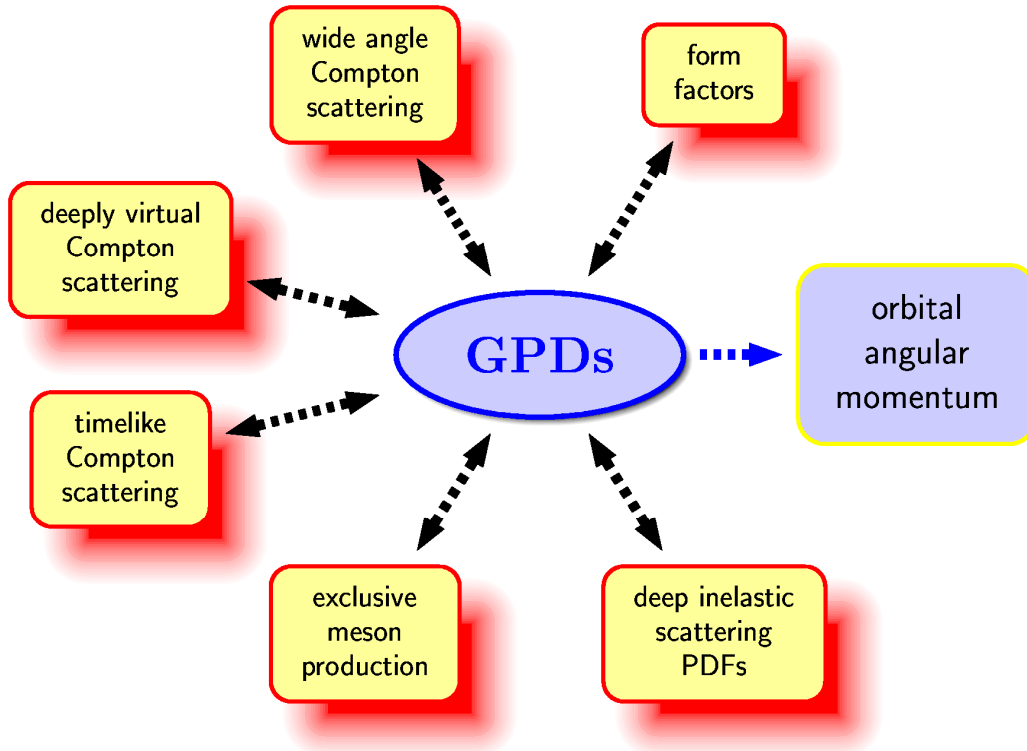 wide angle
Compton
scattering
form
factors
deeply virtual
Compton
scattering
GPDs
orbital
angular
momentum
timelike
Compton
scattering
exclusive
meson
production
deep inelastic
scattering
PDFs